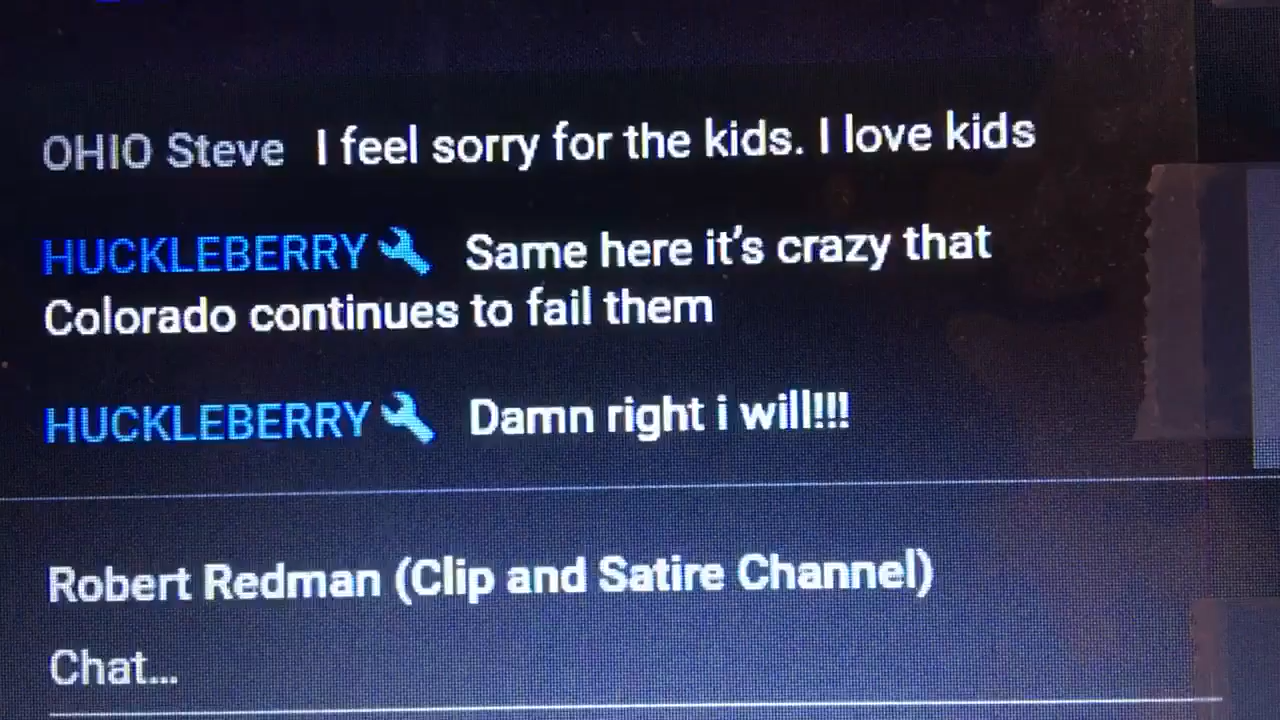 OHIO Steve I feel sorry for the kids. I love kids
HUCKLEBERRY Same here it's crazy that
Colorado continues to fail them
HUCKLEBERRY Damn right i will!!!
Robert Redman (Clip and Satire Channel)
Chat...